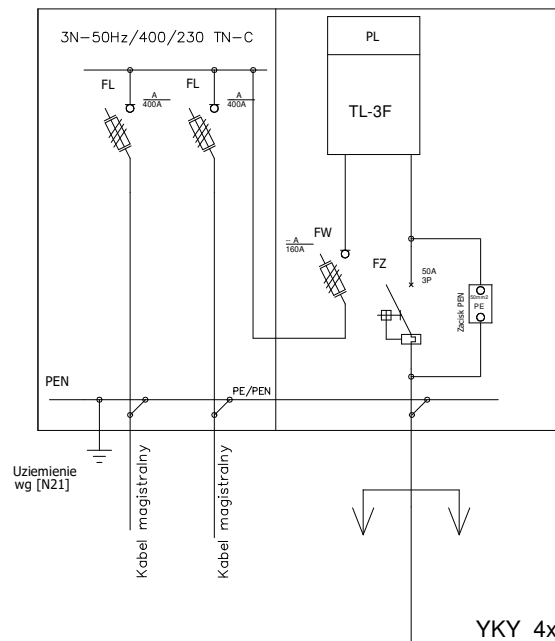 3N-50Hz/400/230 TN-C
PL
TL-3F
FL
A
400A
FL
A
400A
FW
-- A
160A
FZ
50A
3P
Zacisk PEN
50mm2
PE
PEN
PE/PEN
Uziemienie
wg [N21]
Kabel magistralny
Kabel magistralny
YKY 4x